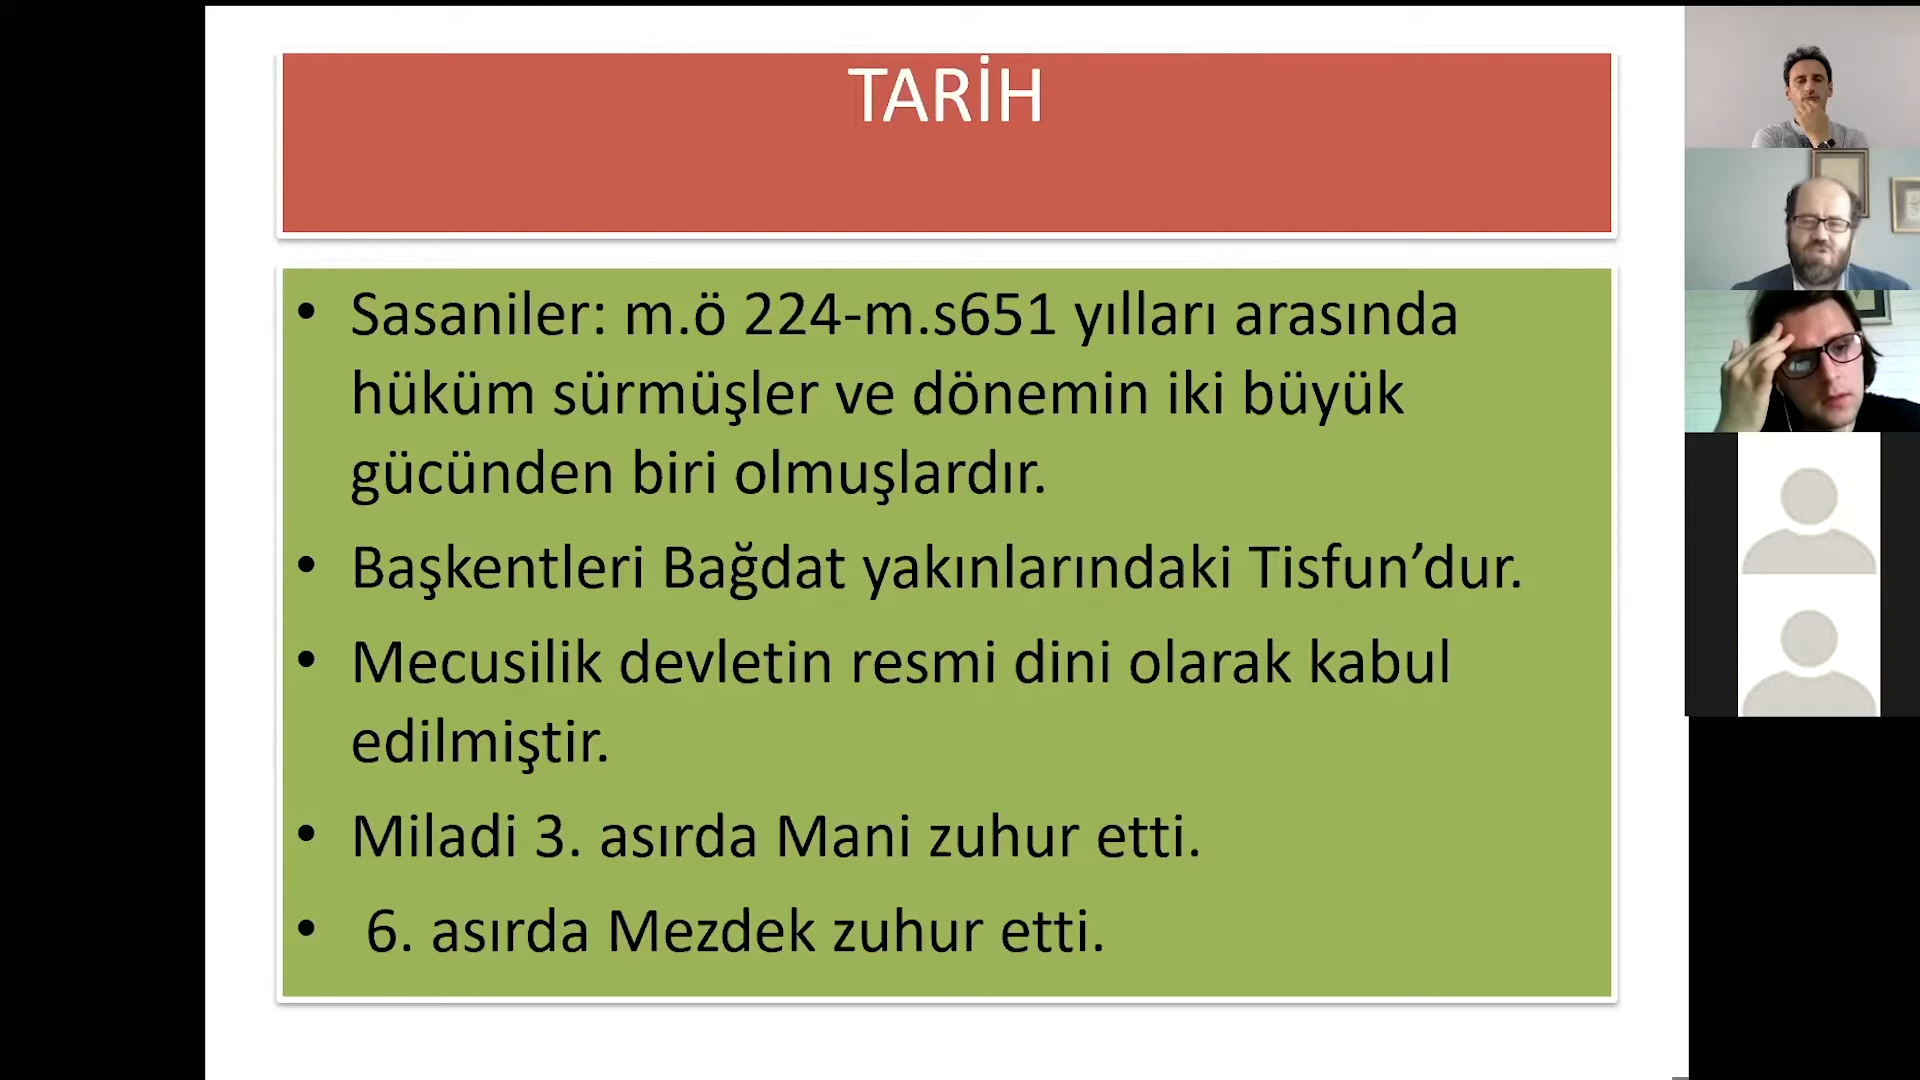 TARİH
• Sasaniler: m.ö 224-m.s651 yılları arasında
hüküm sürmüşler ve dönemin iki büyük
gücünden biri olmuşlardır.
• Başkentleri Bağdat yakınlarındaki Tisfun’dur.
• Mecusilik devletin resmi dini olarak kabul
edilmiştir.
• Miladi 3. asırda Mani zuhur etti.
• 6. asırda Mezdek zuhur etti.